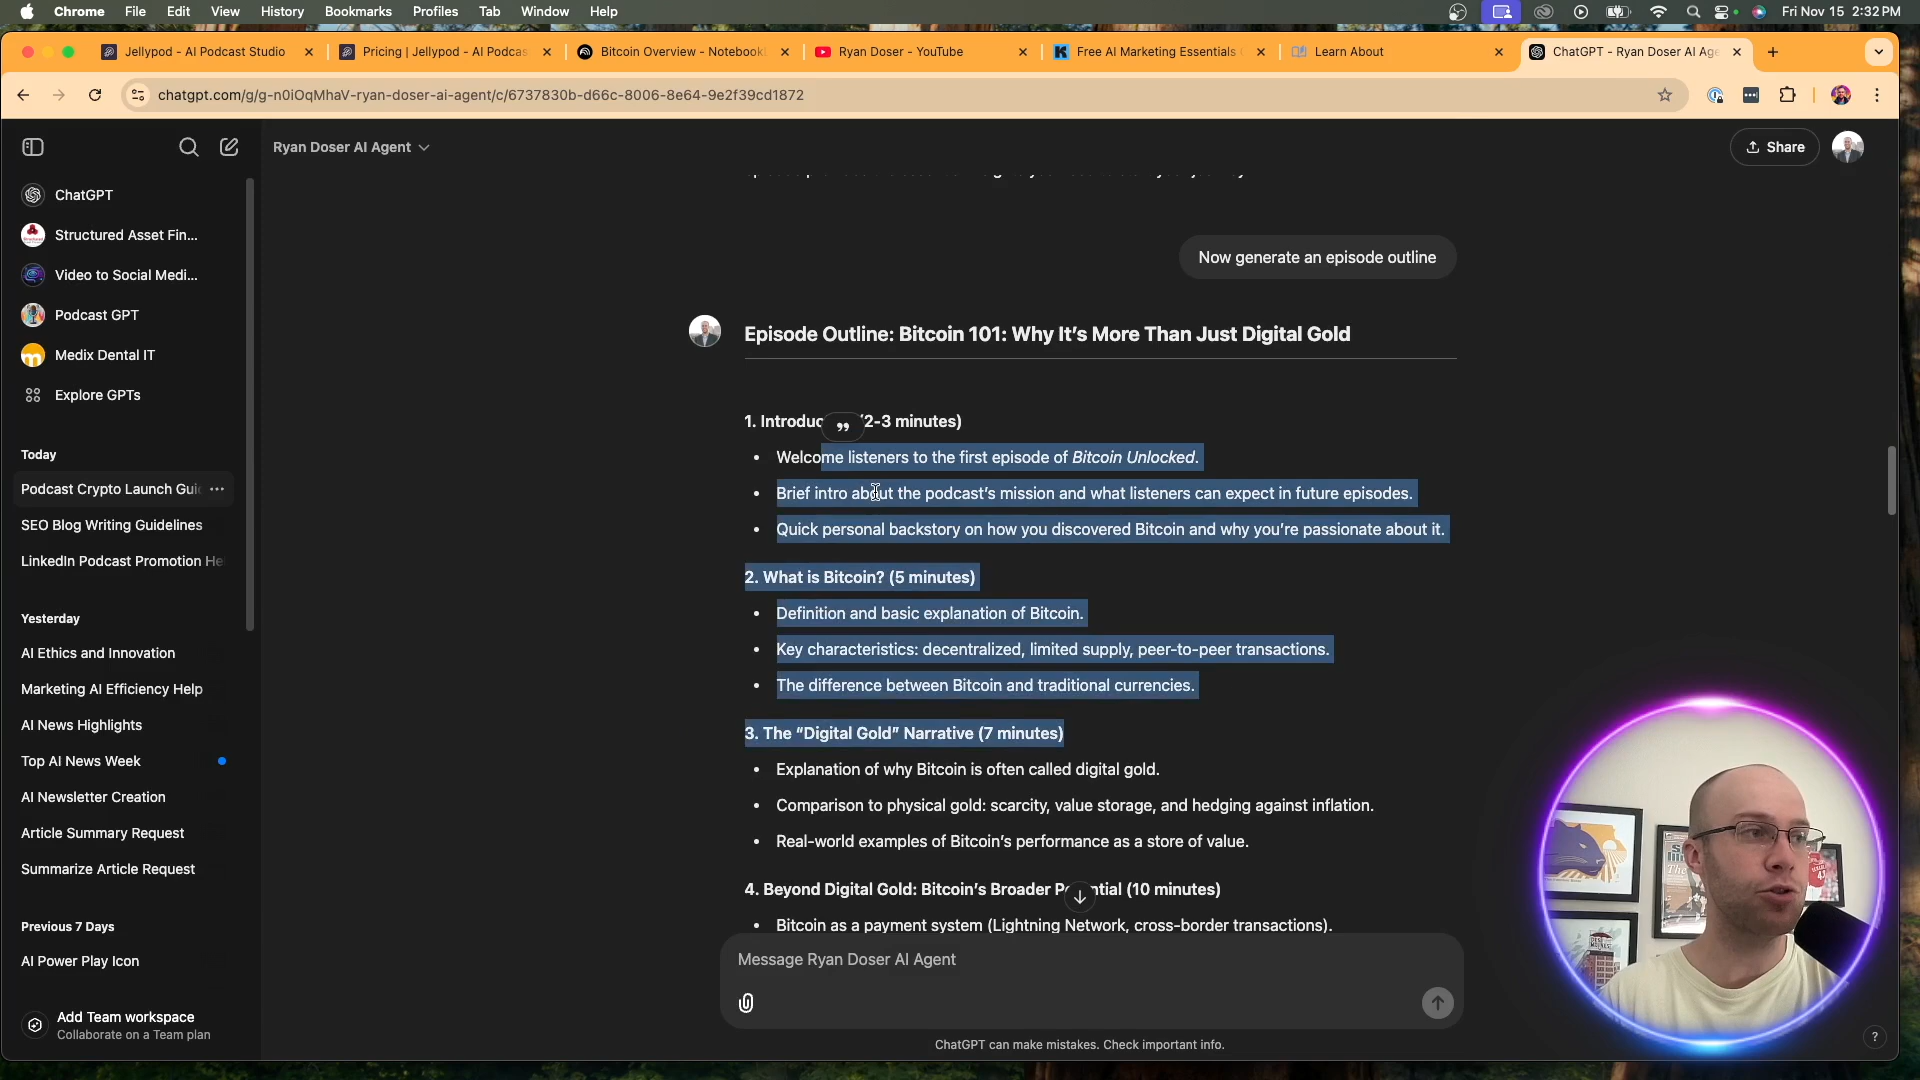 Chrome File Edit View History Bookmarks Profiles Tab Window Help Fri Nov 15 2:32 PM
Jellypod - AI Podcast Studio Pricing | Jellypod - AI Podcas Bitcoin Overview - Notebook Ryan Doser - YouTube Free AI Marketing Essentials Learn About ChatGPT - Ryan Doser AI Age
chatgpt.com/g/g-n0iOqMhaV-ryan-doser-ai-agent/c/6737830b-d66c-8006-8e64-9e2f39cd1872
Ryan Doser AI Agent
Share
ChatGPT
Structured Asset Fin...
Video to Social Medi...
Podcast GPT
Medix Dental IT
Explore GPTs
Today
Podcast Crypto Launch Gui
SEO Blog Writing Guidelines
LinkedIn Podcast Promotion He
Yesterday
AI Ethics and Innovation
Marketing AI Efficiency Help
AI News Highlights
Top AI News Week
AI Newsletter Creation
Article Summary Request
Summarize Article Request
Previous 7 Days
AI Power Play Icon
Add Team workspace
Collaborate on a Team plan
Now generate an episode outline
Episode Outline: Bitcoin 101: Why It's More Than Just Digital Gold
1. Introduc (2-3 minutes)
• Welcome listeners to the first episode of Bitcoin Unlocked.
• Brief intro about the podcast's mission and what listeners can expect in future episodes.
• Quick personal backstory on how you discovered Bitcoin and why you're passionate about it.
2. What is Bitcoin? (5 minutes)
• Definition and basic explanation of Bitcoin.
• Key characteristics: decentralized, limited supply, peer-to-peer transactions.
• The difference between Bitcoin and traditional currencies.
3. The “Digital Gold” Narrative (7 minutes)
• Explanation of why Bitcoin is often called digital gold.
• Comparison to physical gold: scarcity, value storage, and hedging against inflation.
• Real-world examples of Bitcoin's performance as a store of value.
4. Beyond Digital Gold: Bitcoin's Broader Potential (10 minutes)
• Bitcoin as a payment system (Lightning Network, cross-border transactions).
Message Ryan Doser AI Agent
ChatGPT can make mistakes. Check important info.
?